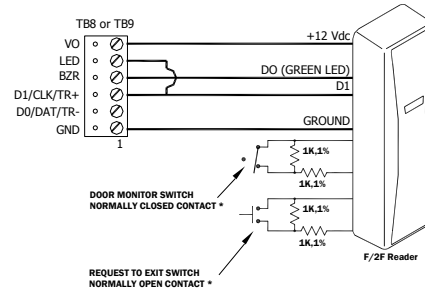 TB8 or TB9
VO
LED
BZR
D1/CLK/TR+
D0/DAT/TR-
GND
1
+12 Vdc
DO (GREEN LED)
D1
GROUND
1K,1%
1K,1%
DOOR MONITOR SWITCH
NORMALLY CLOSED CONTACT *
1K,1%
1K,1%
REQUEST TO EXIT SWITCH
NORMALLY OPEN CONTACT *
F/2F Reader